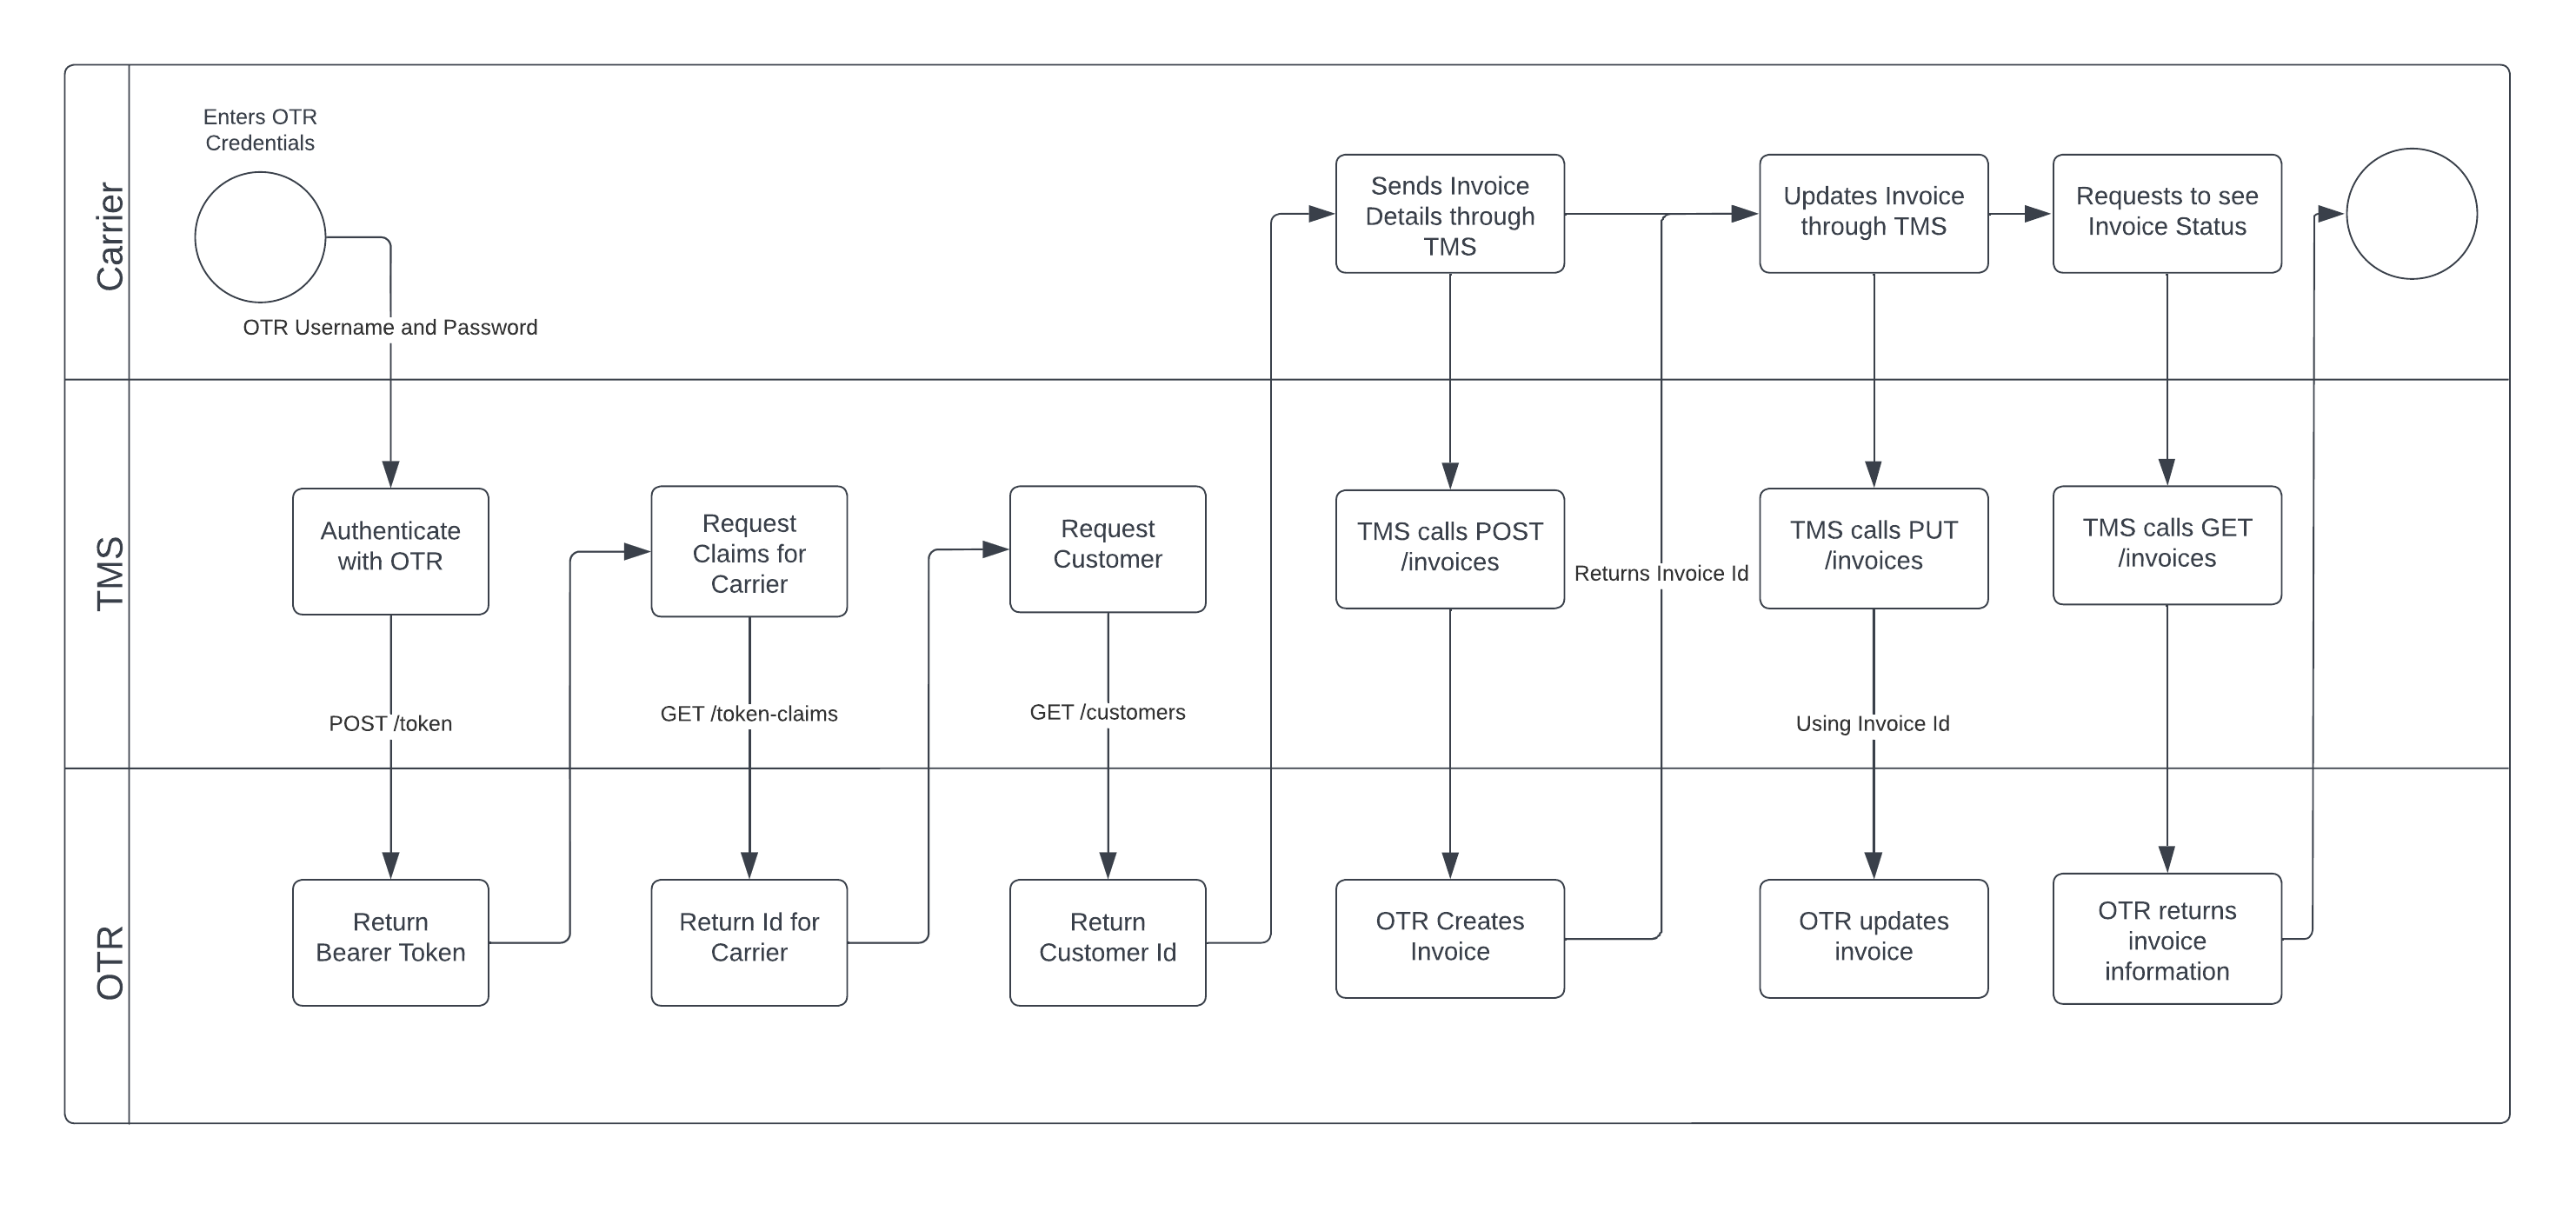 Carrier
Enters OTR
Credentials
OTR Username and Password
Sends Invoice
Details through
TMS
Updates Invoice
through TMS
Requests to see
Invoice Status
TMS
Authenticate
with OTR
Request
Claims for
Carrier
Request
Customer
TMS calls POST
/invoices
Returns Invoice Id
TMS calls PUT
/invoices
TMS calls GET
/invoices
POST /token
GET /token-claims
GET /customers
Using Invoice Id
OTR
Return
Bearer Token
Return Id for
Carrier
Return
Customer Id
OTR Creates
Invoice
OTR updates
invoice
OTR returns
invoice
information